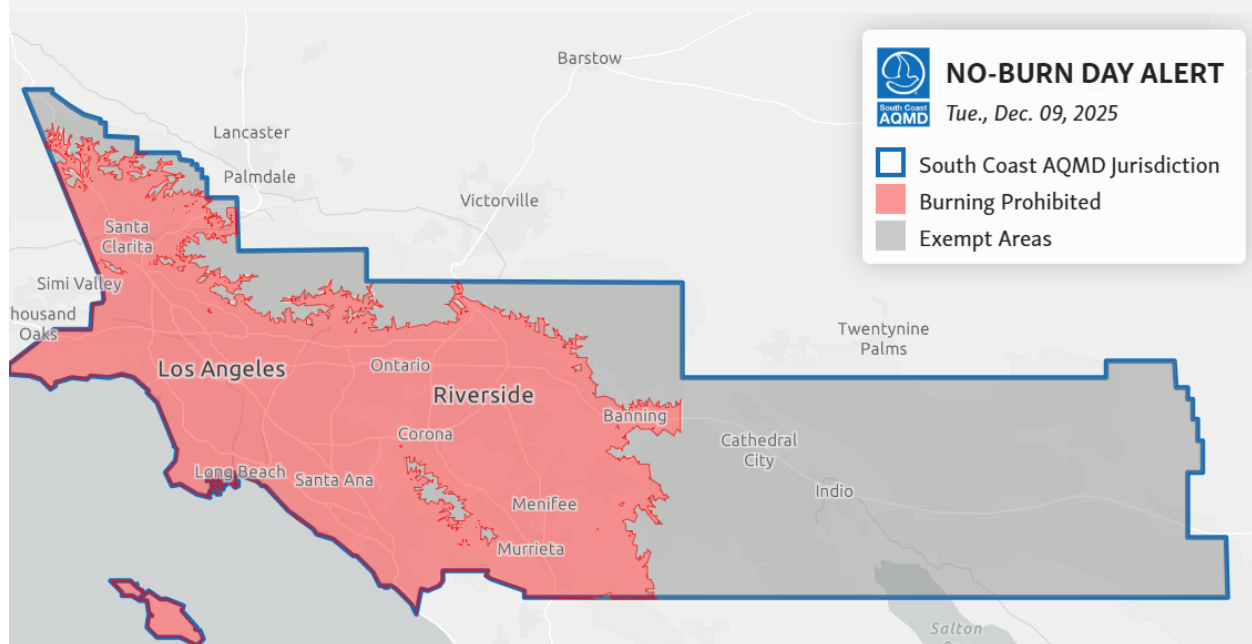 NO-BURN DAY ALERT
Tue., Dec. 09, 2025
South Coast
AQMD
South Coast AQMD Jurisdiction
Burning Prohibited
Exempt Areas
Barstow
Lancaster
Palmdale
Victorville
Santa
Clarita
Simi Valley
housand
Oaks
Twentynine
Palms
Los Angeles
Ontario
Riverside
Banning
Corona
Cathedral
City
Long Beach
Santa Ana
Indio
Menifee
Murrieta
Salton